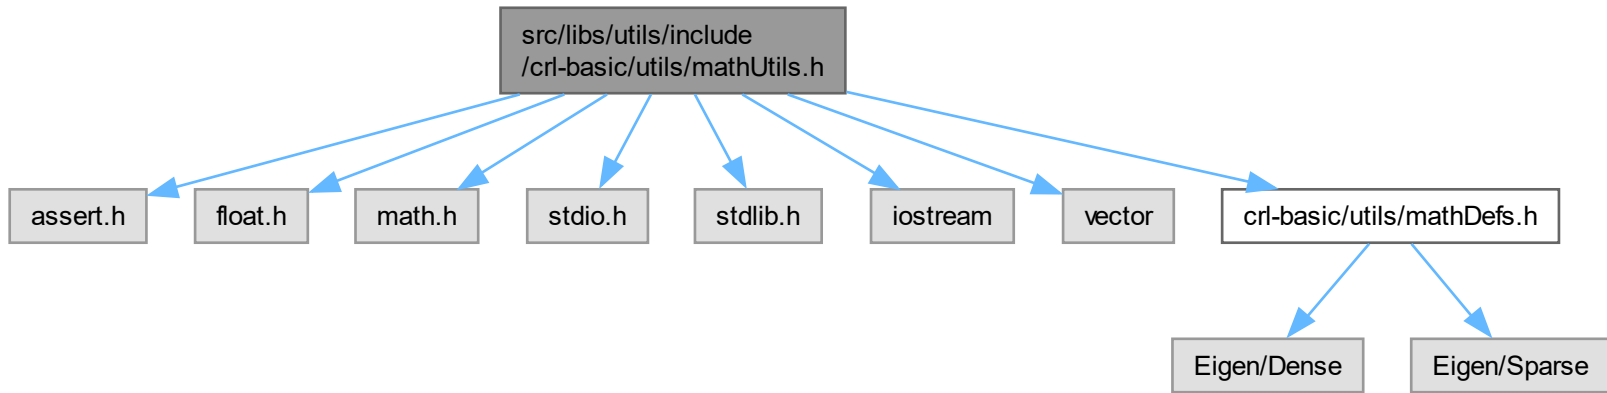 src/libs/utils/include
/crl-basic/utils/mathUtils.h
assert.h
float.h
math.h
stdio.h
stdlib.h
iostream
vector
crl-basic/utils/mathDefs.h
Eigen/Dense
Eigen/Sparse